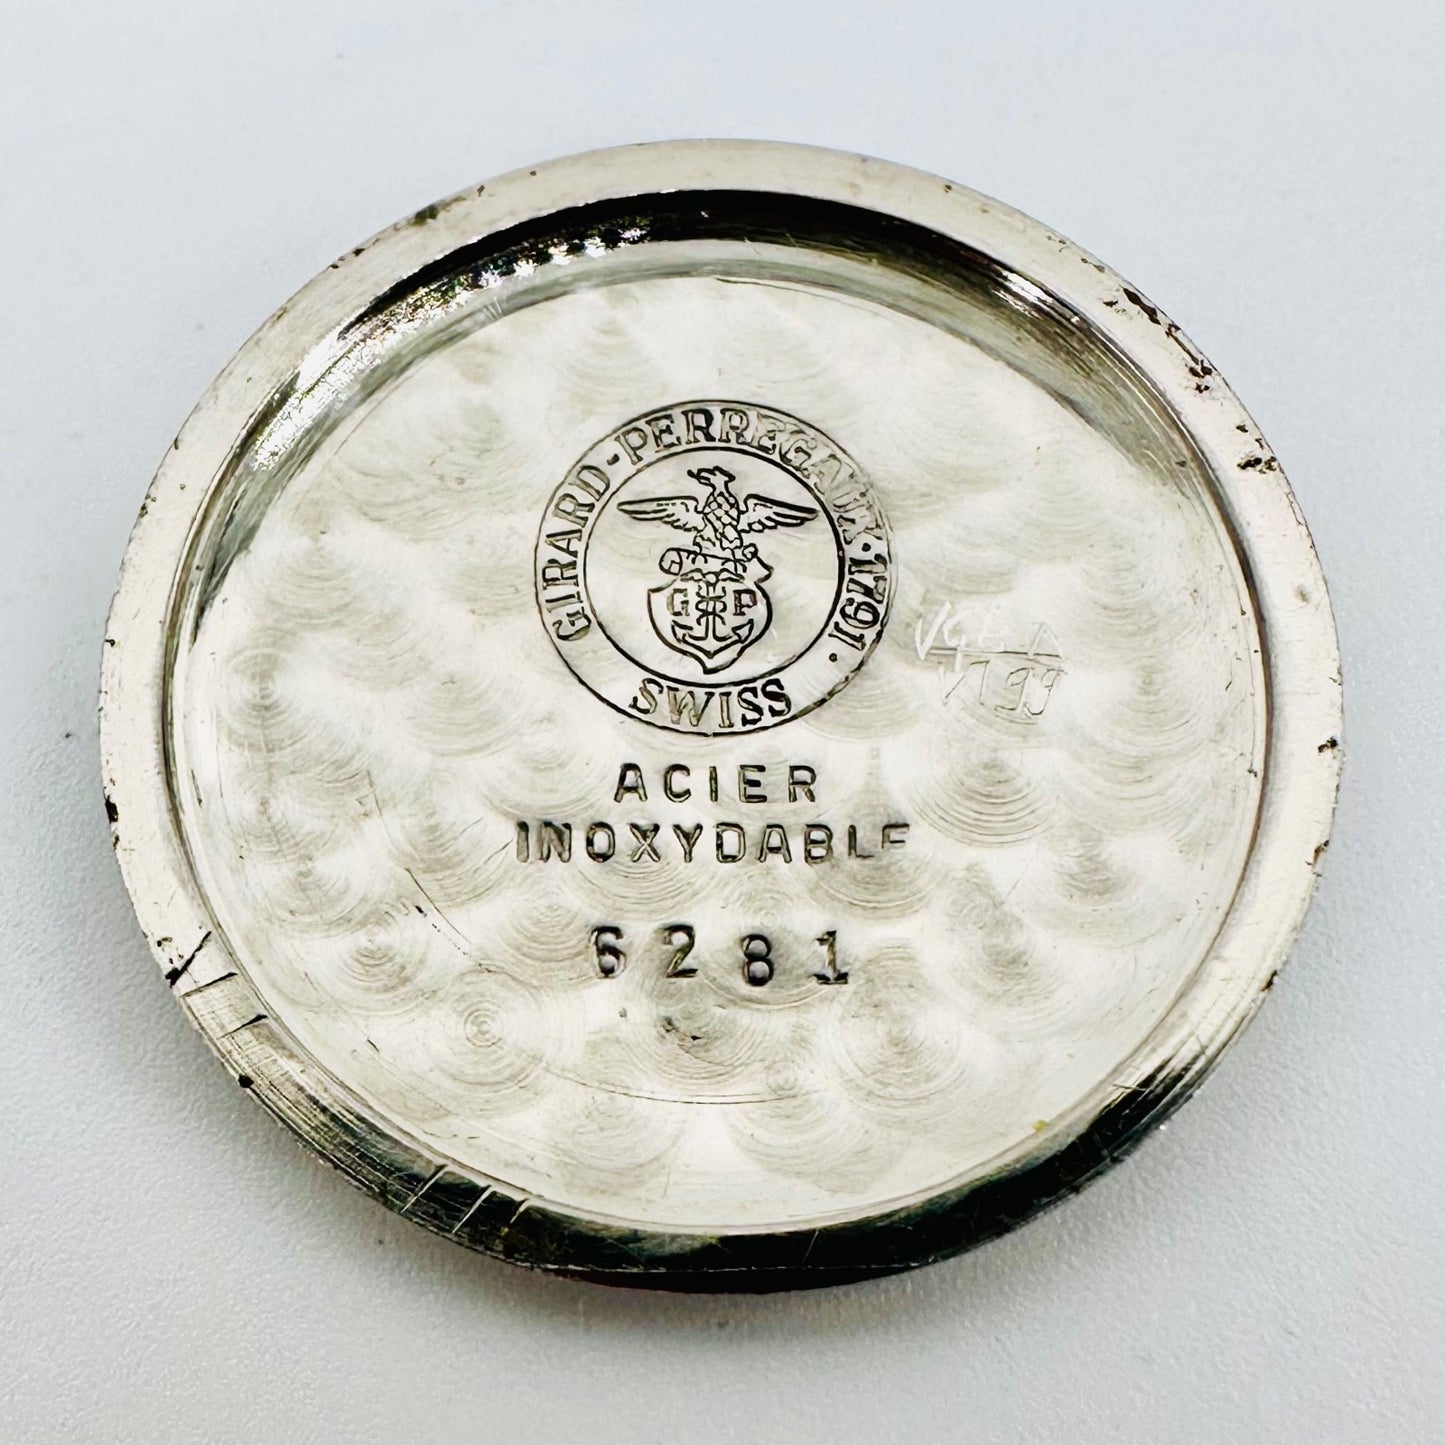 GIRARD-PERREGAUX·1791·
G P
SWISS
ACIER
INOXYDABLE
6281